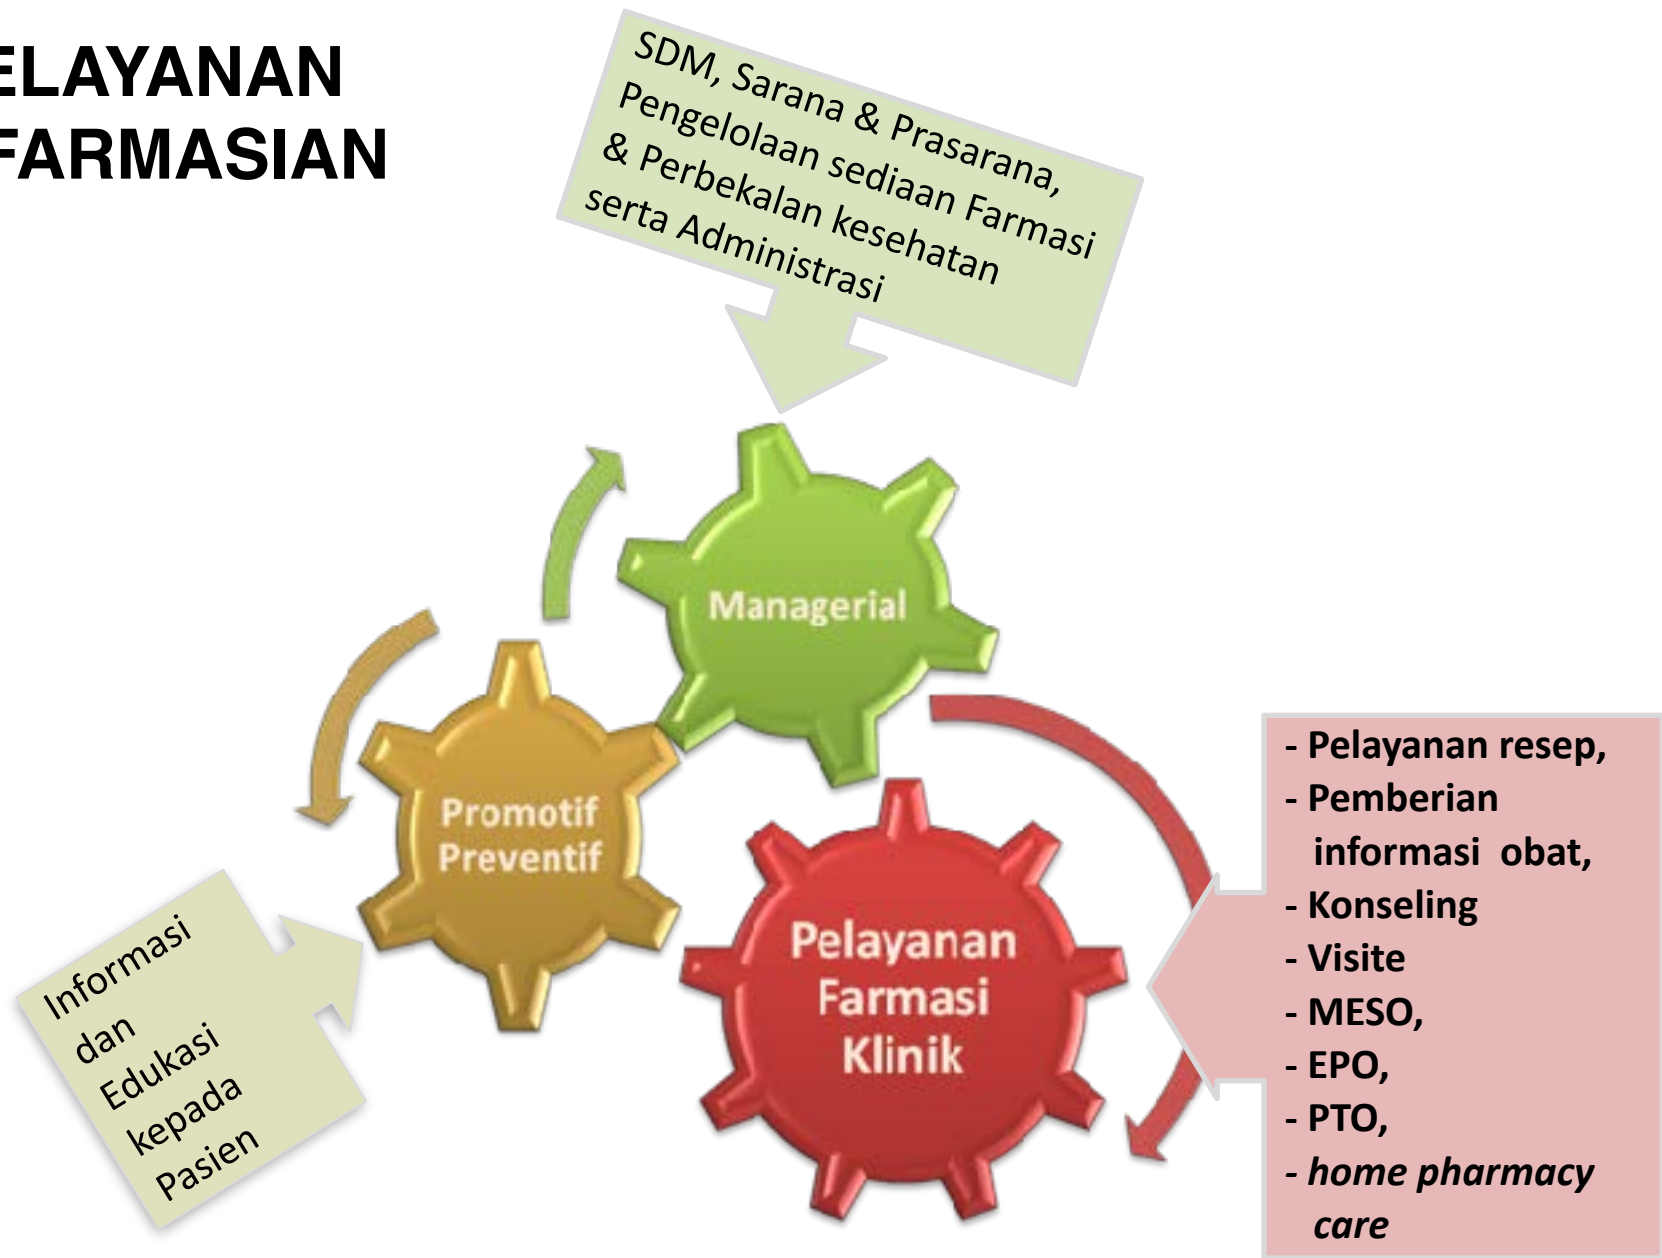 ELAYANAN
FARMASIAN
SDM, Sarana & Prasarana,
Pengelolaan sediaan Farmasi
& Perbekalan kesehatan
serta Administrasi
Managerial
Promotif
Preventif
Pelayanan
Farmasi
Klinik
Informasi
dan
Edukasi
kepada
Pasien
- Pelayanan resep,
- Pemberian
informasi obat,
- Konseling
- Visite
- MESO,
- EPO,
- PTO,
- home pharmacy
care